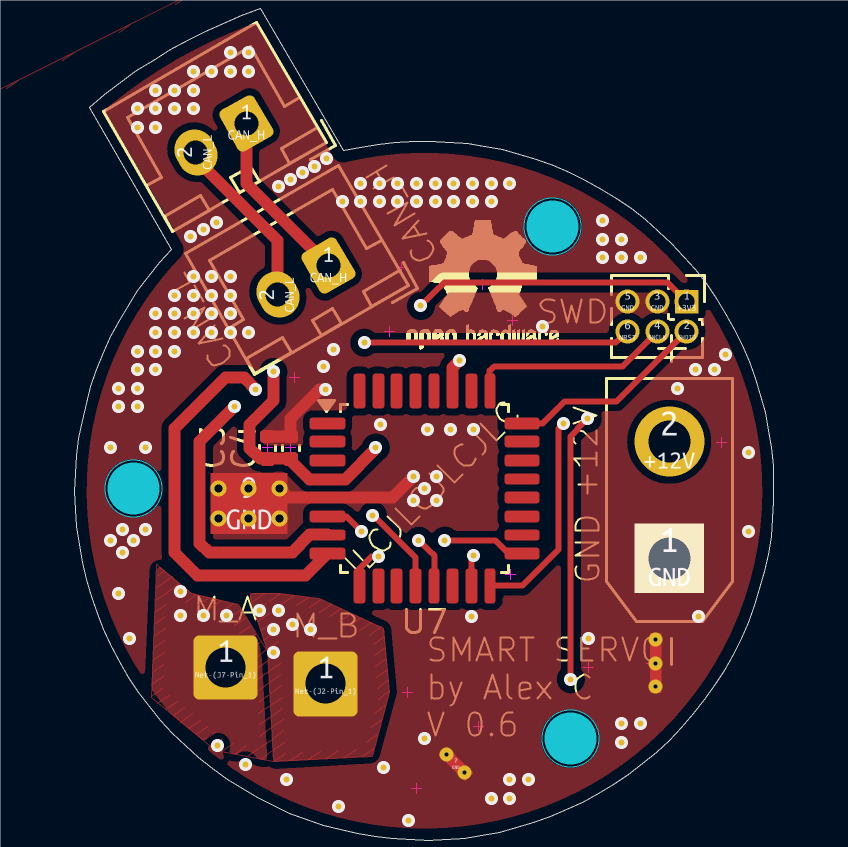 1
CAN_H
2
CAN_L
CAN_H
1
CAN_H
2
CAN_L
SWD
5
3
1
6
4
2
open hardware
2
+12V
GND +12V
1
GND
GND
M_A
M_B
U7
1
Net-(J7-Pin_1)
1
Net-(J2-Pin_1)
SMART SERVO
by Alex C
V 0.6